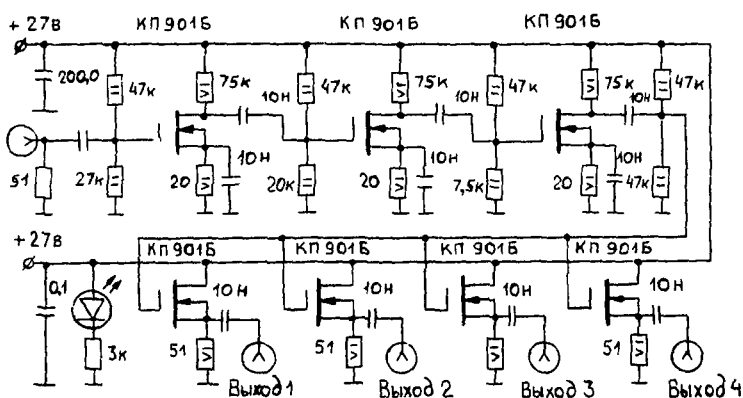 + 27В КП901Б КП901Б КП901Б
200,0 47к 75к 47к 75к 47к 75к 47к
10Н 10Н 10Н
51 27к 20 10Н 20к 20 10Н 7,5к 20 10Н 47к
+27В КП901Б КП901Б КП901Б КП901Б
0,1 10Н 10Н 10Н 10Н
3к 51 51 51
Выход1 Выход 2 Выход 3 Выход 4